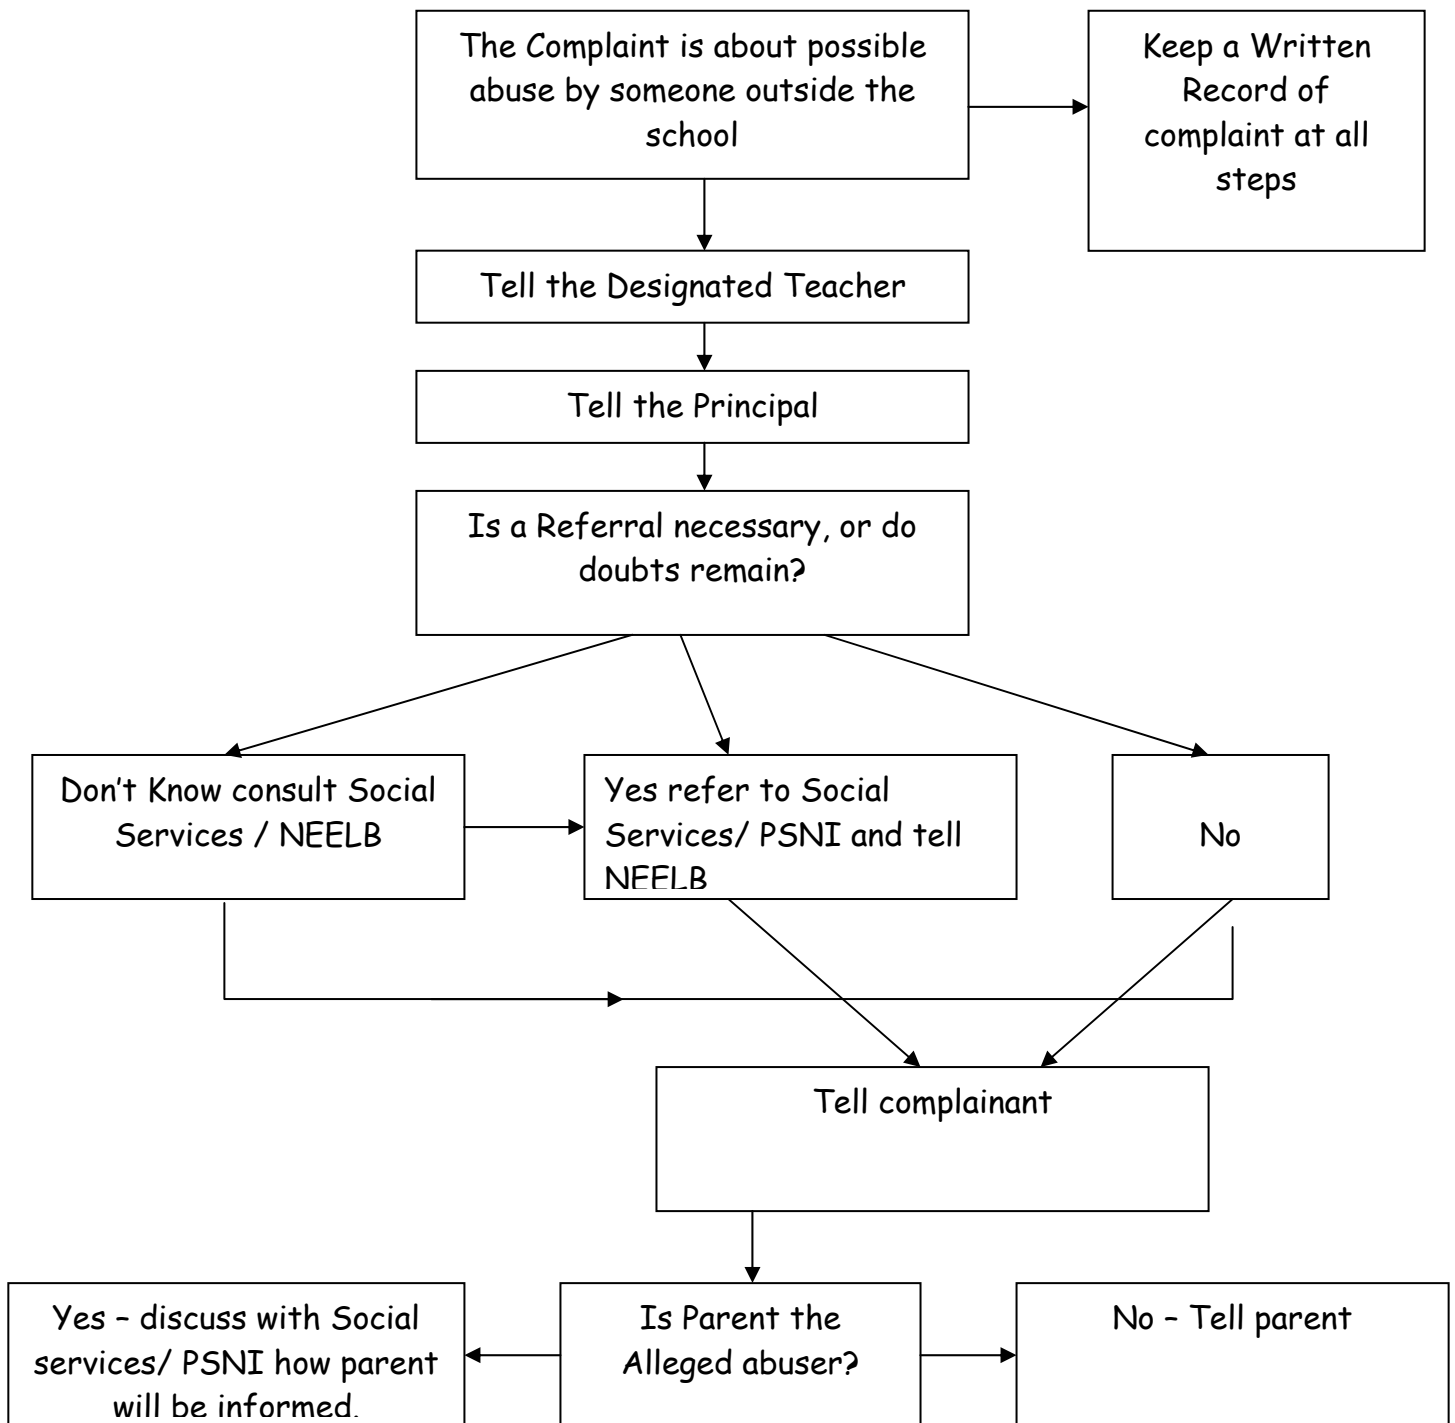 The Complaint is about possible
abuse by someone outside the
school
Keep a Written
Record of
complaint at all
steps
Tell the Designated Teacher
Tell the Principal
Is a Referral necessary, or do
doubts remain?
Don't Know consult Social
Services / NEELB
Yes refer to Social
Services/ PSNI and tell
NEELB
No
Tell complainant
Yes – discuss with Social
services/ PSNI how parent
will be informed.
Is Parent the
Alleged abuser?
No – Tell parent